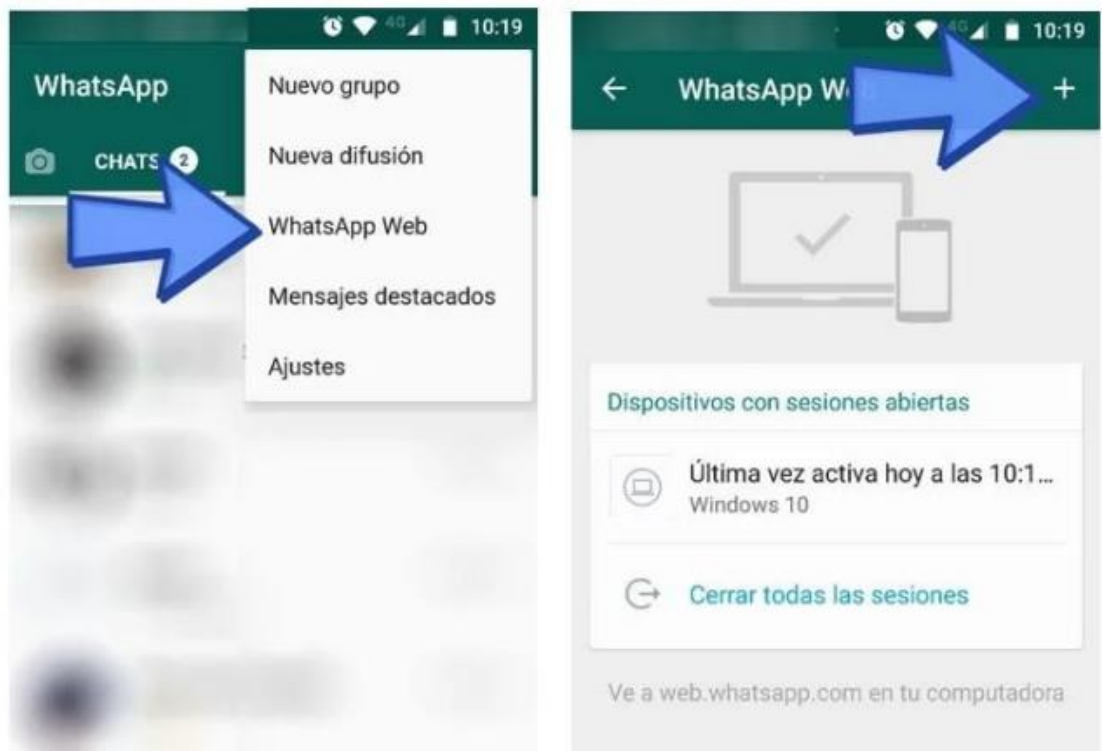 4G 10:19
WhatsApp
CHATS 2
Nuevo grupo
Nueva difusión
WhatsApp Web
Mensajes destacados
Ajustes
4G 10:19
WhatsApp W
Dispositivos con sesiones abiertas
Última vez activa hoy a las 10:1...
Windows 10
Cerrar todas las sesiones
Ve a web.whatsapp.com en tu computadora